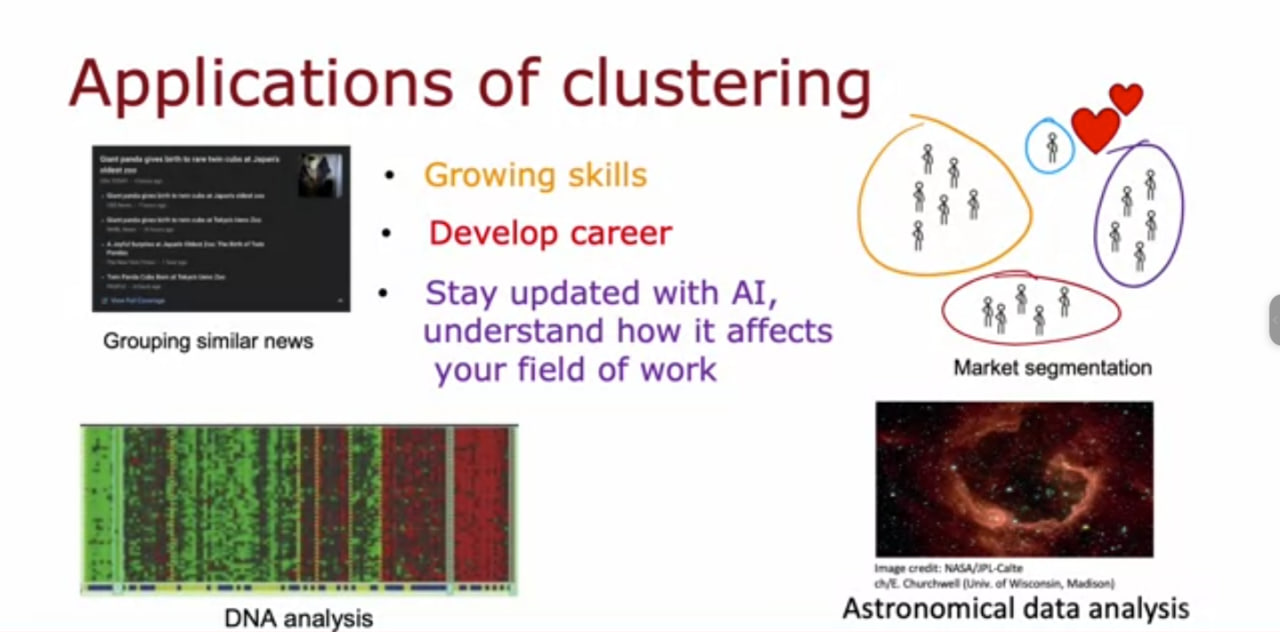 Applications of clustering
Giant panda gives birth to rare twin cubs at Japan's
oldest zoo
Giant panda gives birth to twin cubs at Japan's oldest zoo
Giant panda gives birth to twin cubs at Tokyo's Ueno Zoo
A Joyful Surprise at Japan's Oldest Zoo: The Birth of Twin
Pandas
Twin Panda Cubs Born at Tokyo's Ueno Zoo
View Full Coverage
Grouping similar news
• Growing skills
• Develop career
• Stay updated with AI,
understand how it affects
your field of work
Market segmentation
DNA analysis
Image credit: NASA/JPL-Calte
ch/E. Churchwell (Univ. of Wisconsin, Madison)
Astronomical data analysis